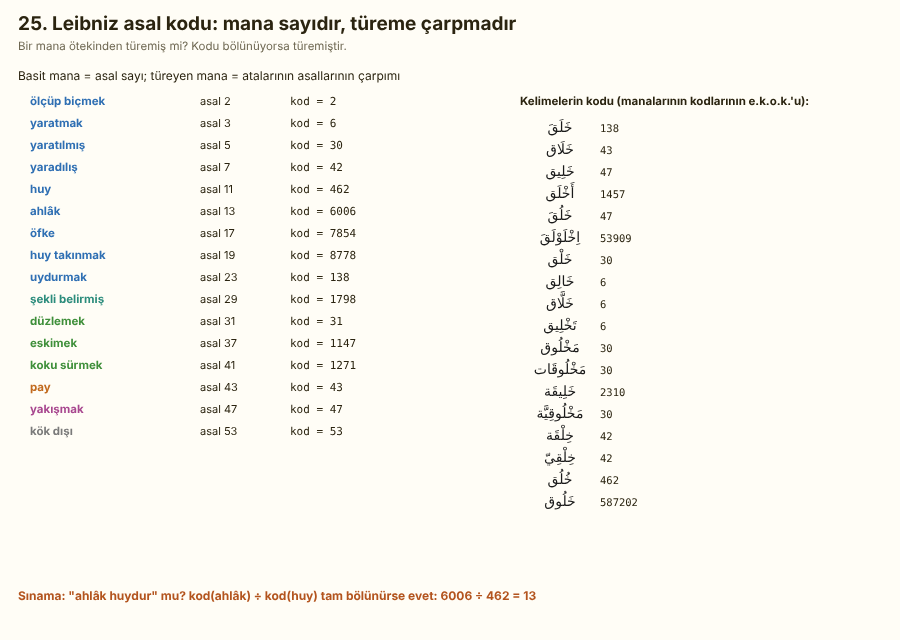 25. Leibniz asal kodu: mana sayıdır, türeme çarpmadır
Bir mana ötekinden türemiş mi? Kodu bölünüyorsa türemiştir.
Basit mana = asal sayı; türeyen mana = atalarının asallarının çarpımı
ölçüp biçmek asal 2 kod = 2
yaratmak asal 3 kod = 6
yaratılmış asal 5 kod = 30
yaradılış asal 7 kod = 42
huy asal 11 kod = 462
ahlâk asal 13 kod = 6006
öfke asal 17 kod = 7854
huy takınmak asal 19 kod = 8778
uydurmak asal 23 kod = 138
şekli belirmiş asal 29 kod = 1798
düzlemek asal 31 kod = 31
eskimek asal 37 kod = 1147
koku sürmek asal 41 kod = 1271
pay asal 43 kod = 43
yakışmak asal 47 kod = 47
kök dışı asal 53 kod = 53
Kelimelerin kodu (manalarının kodlarının e.k.o.k.'u):
خَلَقَ 138
خَلَاق 43
خَلِيق 47
أَخْلَق 1457
خَلُقَ 47
اِخْلَوْلَقَ 53909
خَلْق 30
خَالِق 6
خَلَّاق 6
تَخْلِيق 6
مَخْلُوق 30
مَخْلُوقَات 30
خَلِيقَة 2310
مَخْلُوقِيَّة 30
خِلْقَة 42
خِلْقِيّ 42
خُلُق 462
خَلُوق 587202
Sınama: "ahlâk huydur" mu? kod(ahlâk) ÷ kod(huy) tam bölünürse evet: 6006 ÷ 462 = 13